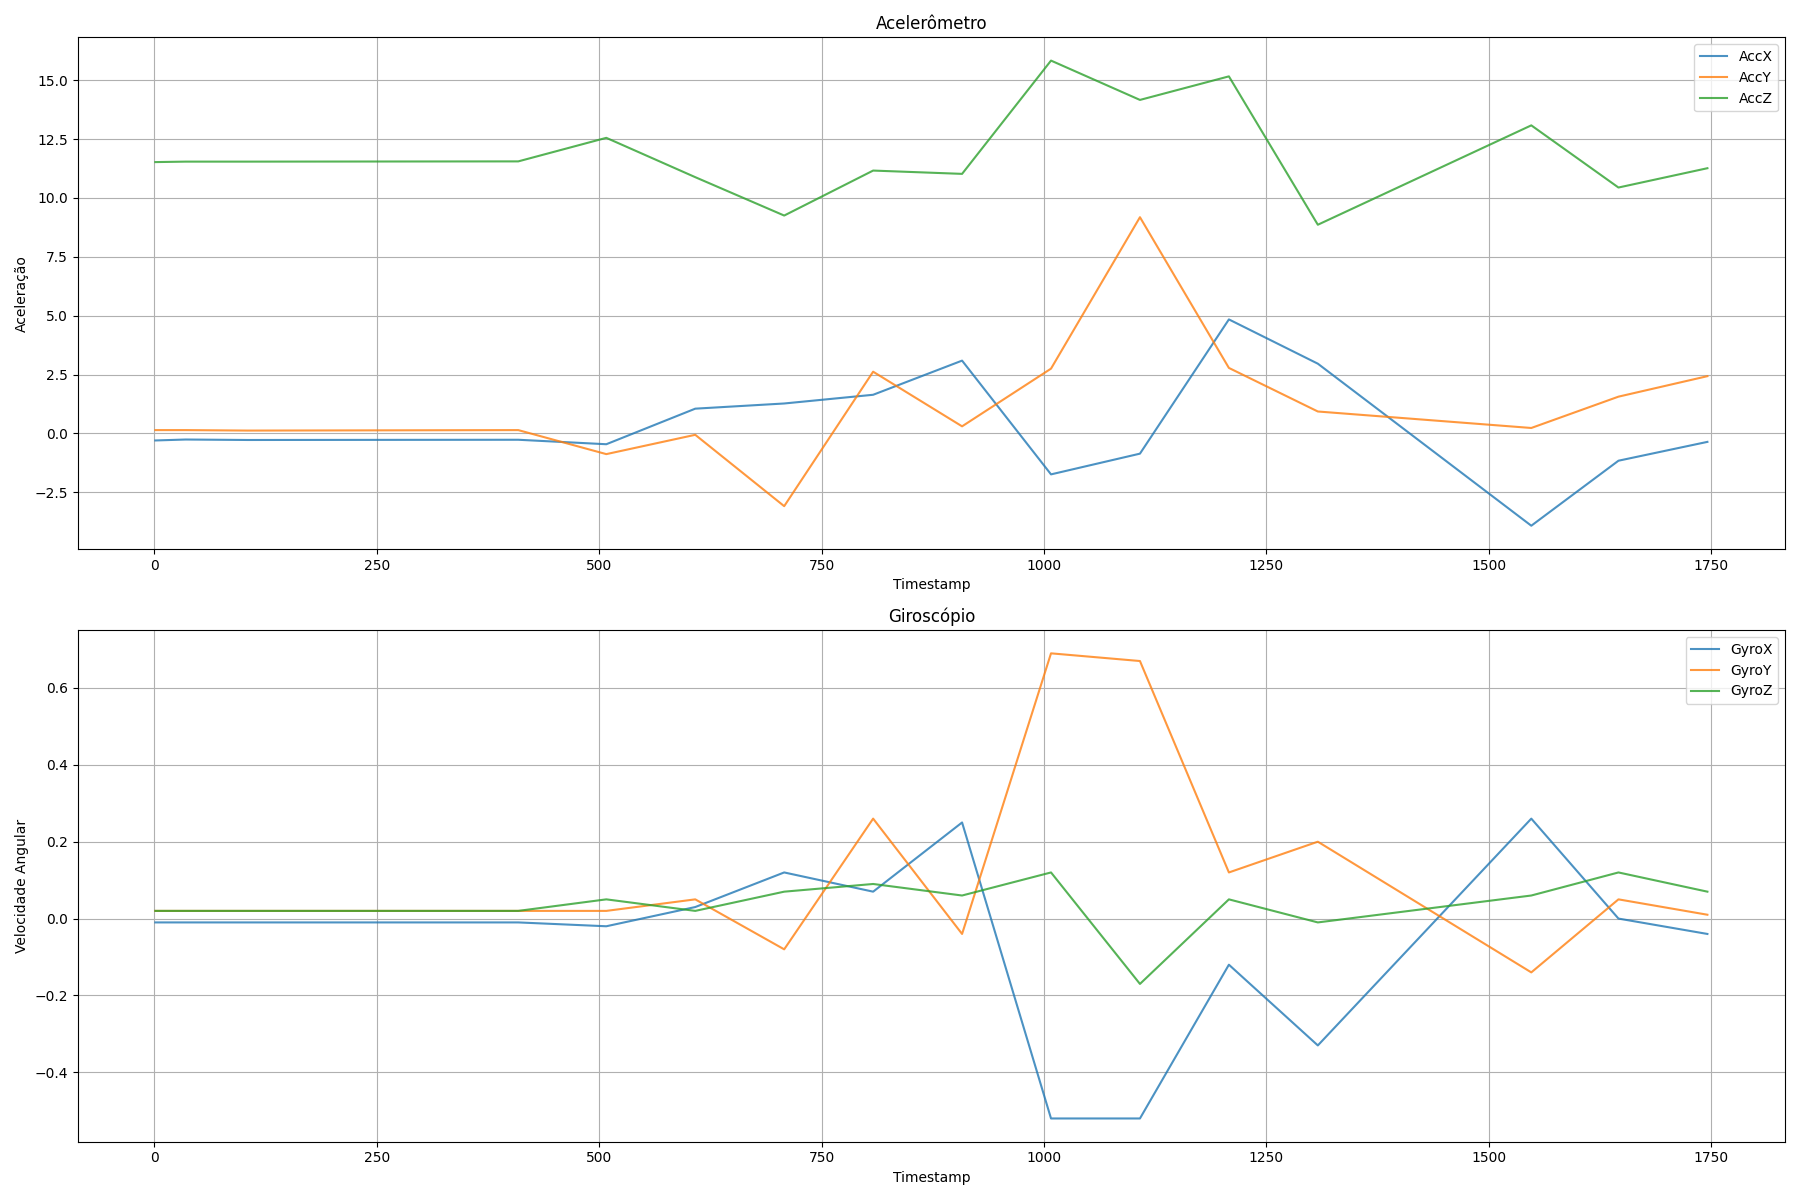 Acelerômetro
AccX
AccY
AccZ
15.0
12.5
10.0
7.5
5.0
2.5
0.0
−2.5
Aceleração
0 250 500 750 1000 1250 1500 1750
Timestamp
Giroscópio
GyroX
GyroY
GyroZ
0.6
0.4
0.2
0.0
−0.2
−0.4
Velocidade Angular
0 250 500 750 1000 1250 1500 1750
Timestamp